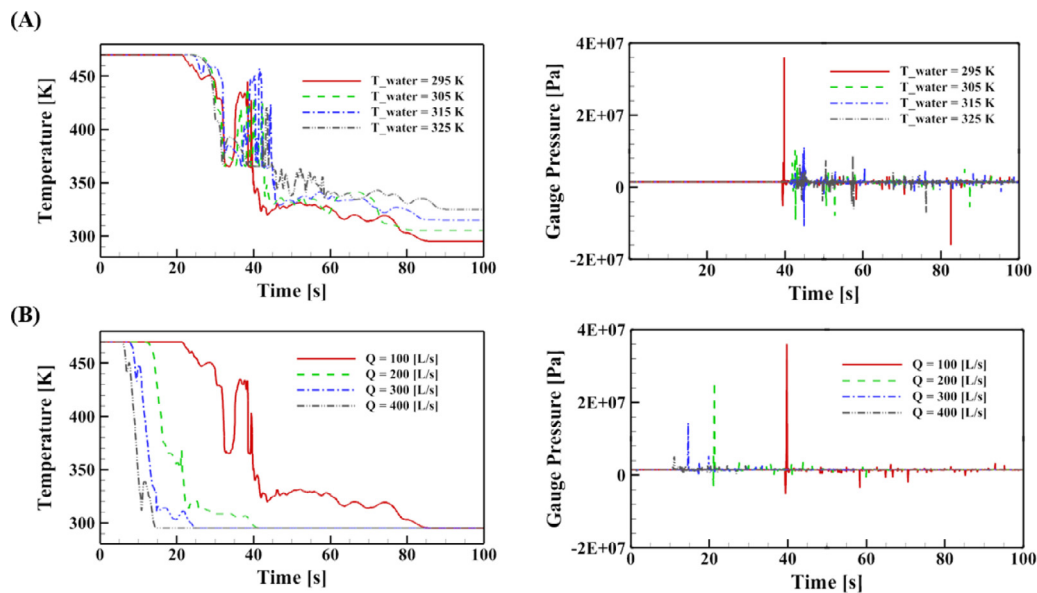 (A)
Temperature [K]
450
400
350
300
0
20
40
60
80
100
Time [s]
T_water = 295 K
T_water = 305 K
T_water = 315 K
T_water = 325 K
Gauge Pressure [Pa]
4E+07
2E+07
0
-2E+07
20
40
60
80
100
Time [s]
T_water = 295 K
T_water = 305 K
T_water = 315 K
T_water = 325 K
(B)
Temperature [K]
450
400
350
300
0
20
40
60
80
100
Time [s]
Q = 100 [L/s]
Q = 200 [L/s]
Q = 300 [L/s]
Q = 400 [L/s]
Gauge Pressure [Pa]
4E+07
2E+07
0
-2E+07
0
20
40
60
80
100
Time [s]
Q = 100 [L/s]
Q = 200 [L/s]
Q = 300 [L/s]
Q = 400 [L/s]